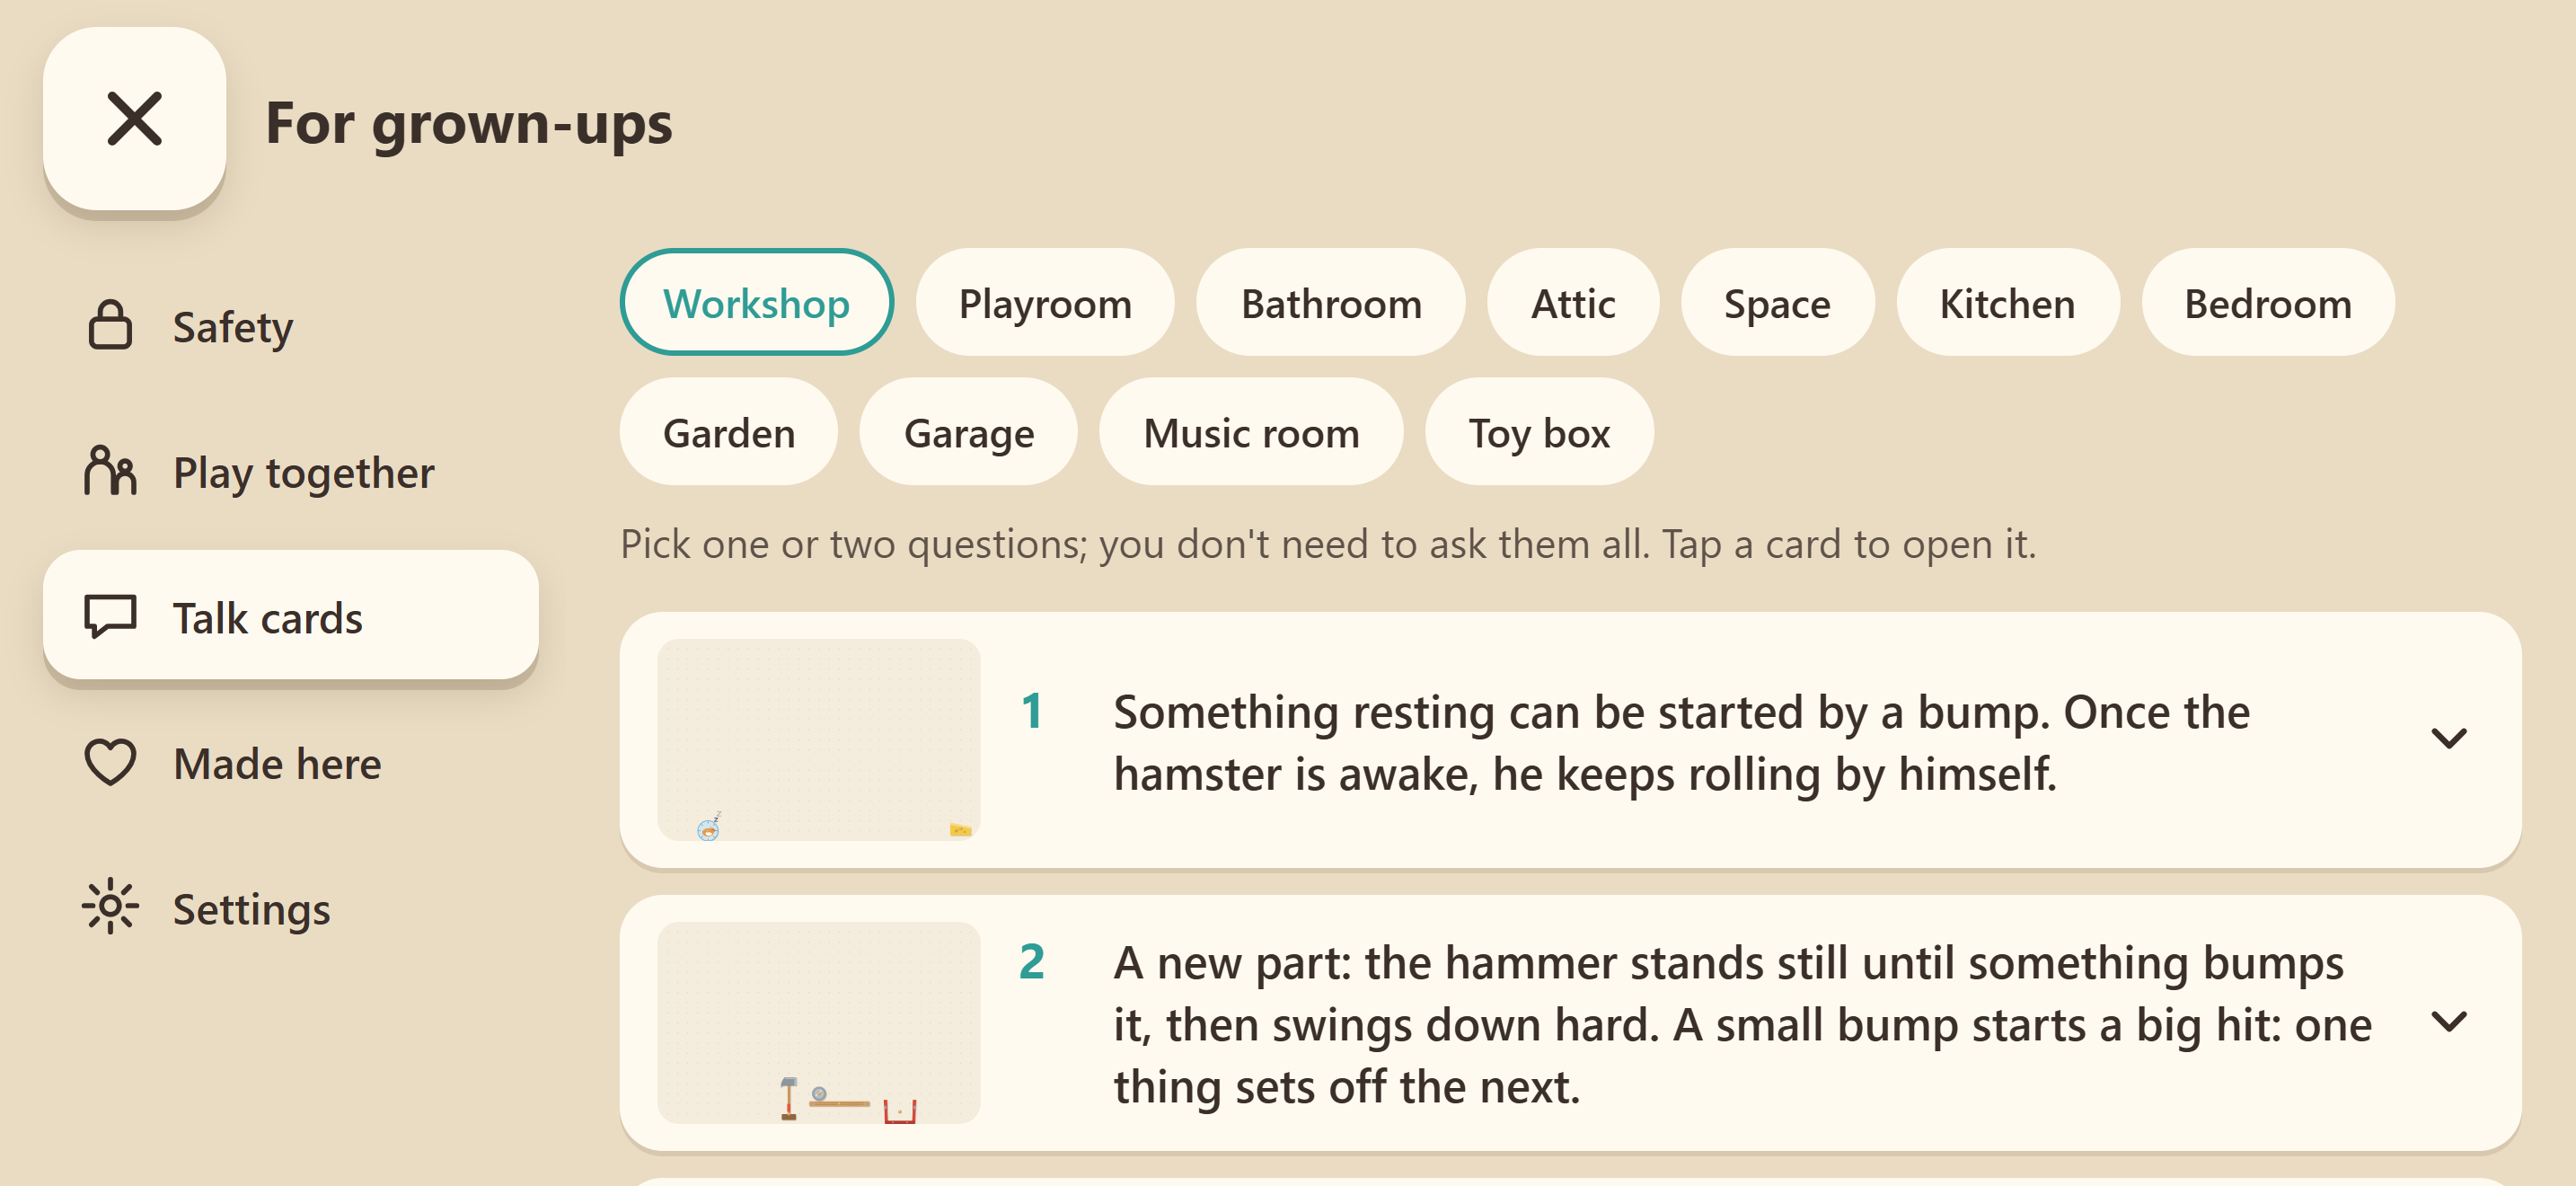 For grown-ups
Safety
Play together
Talk cards
Made here
Settings
Workshop Playroom Bathroom Attic Space Kitchen Bedroom
Garden Garage Music room Toy box
Pick one or two questions; you don't need to ask them all. Tap a card to open it.
1 Something resting can be started by a bump. Once the
hamster is awake, he keeps rolling by himself.
2 A new part: the hammer stands still until something bumps
it, then swings down hard. A small bump starts a big hit: one
thing sets off the next.